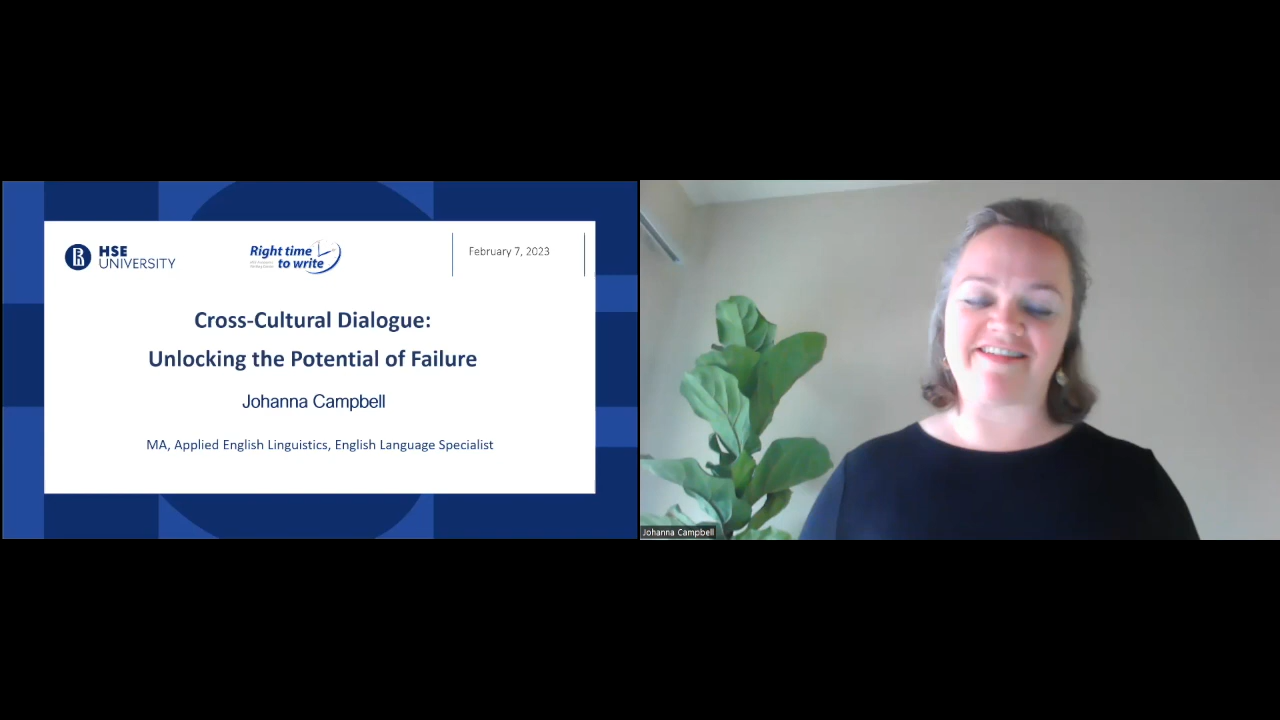 HSE
UNIVERSITY
Right time
to write
February 7, 2023
Cross-Cultural Dialogue:
Unlocking the Potential of Failure
Johanna Campbell
MA, Applied English Linguistics, English Language Specialist
Johanna Campbell